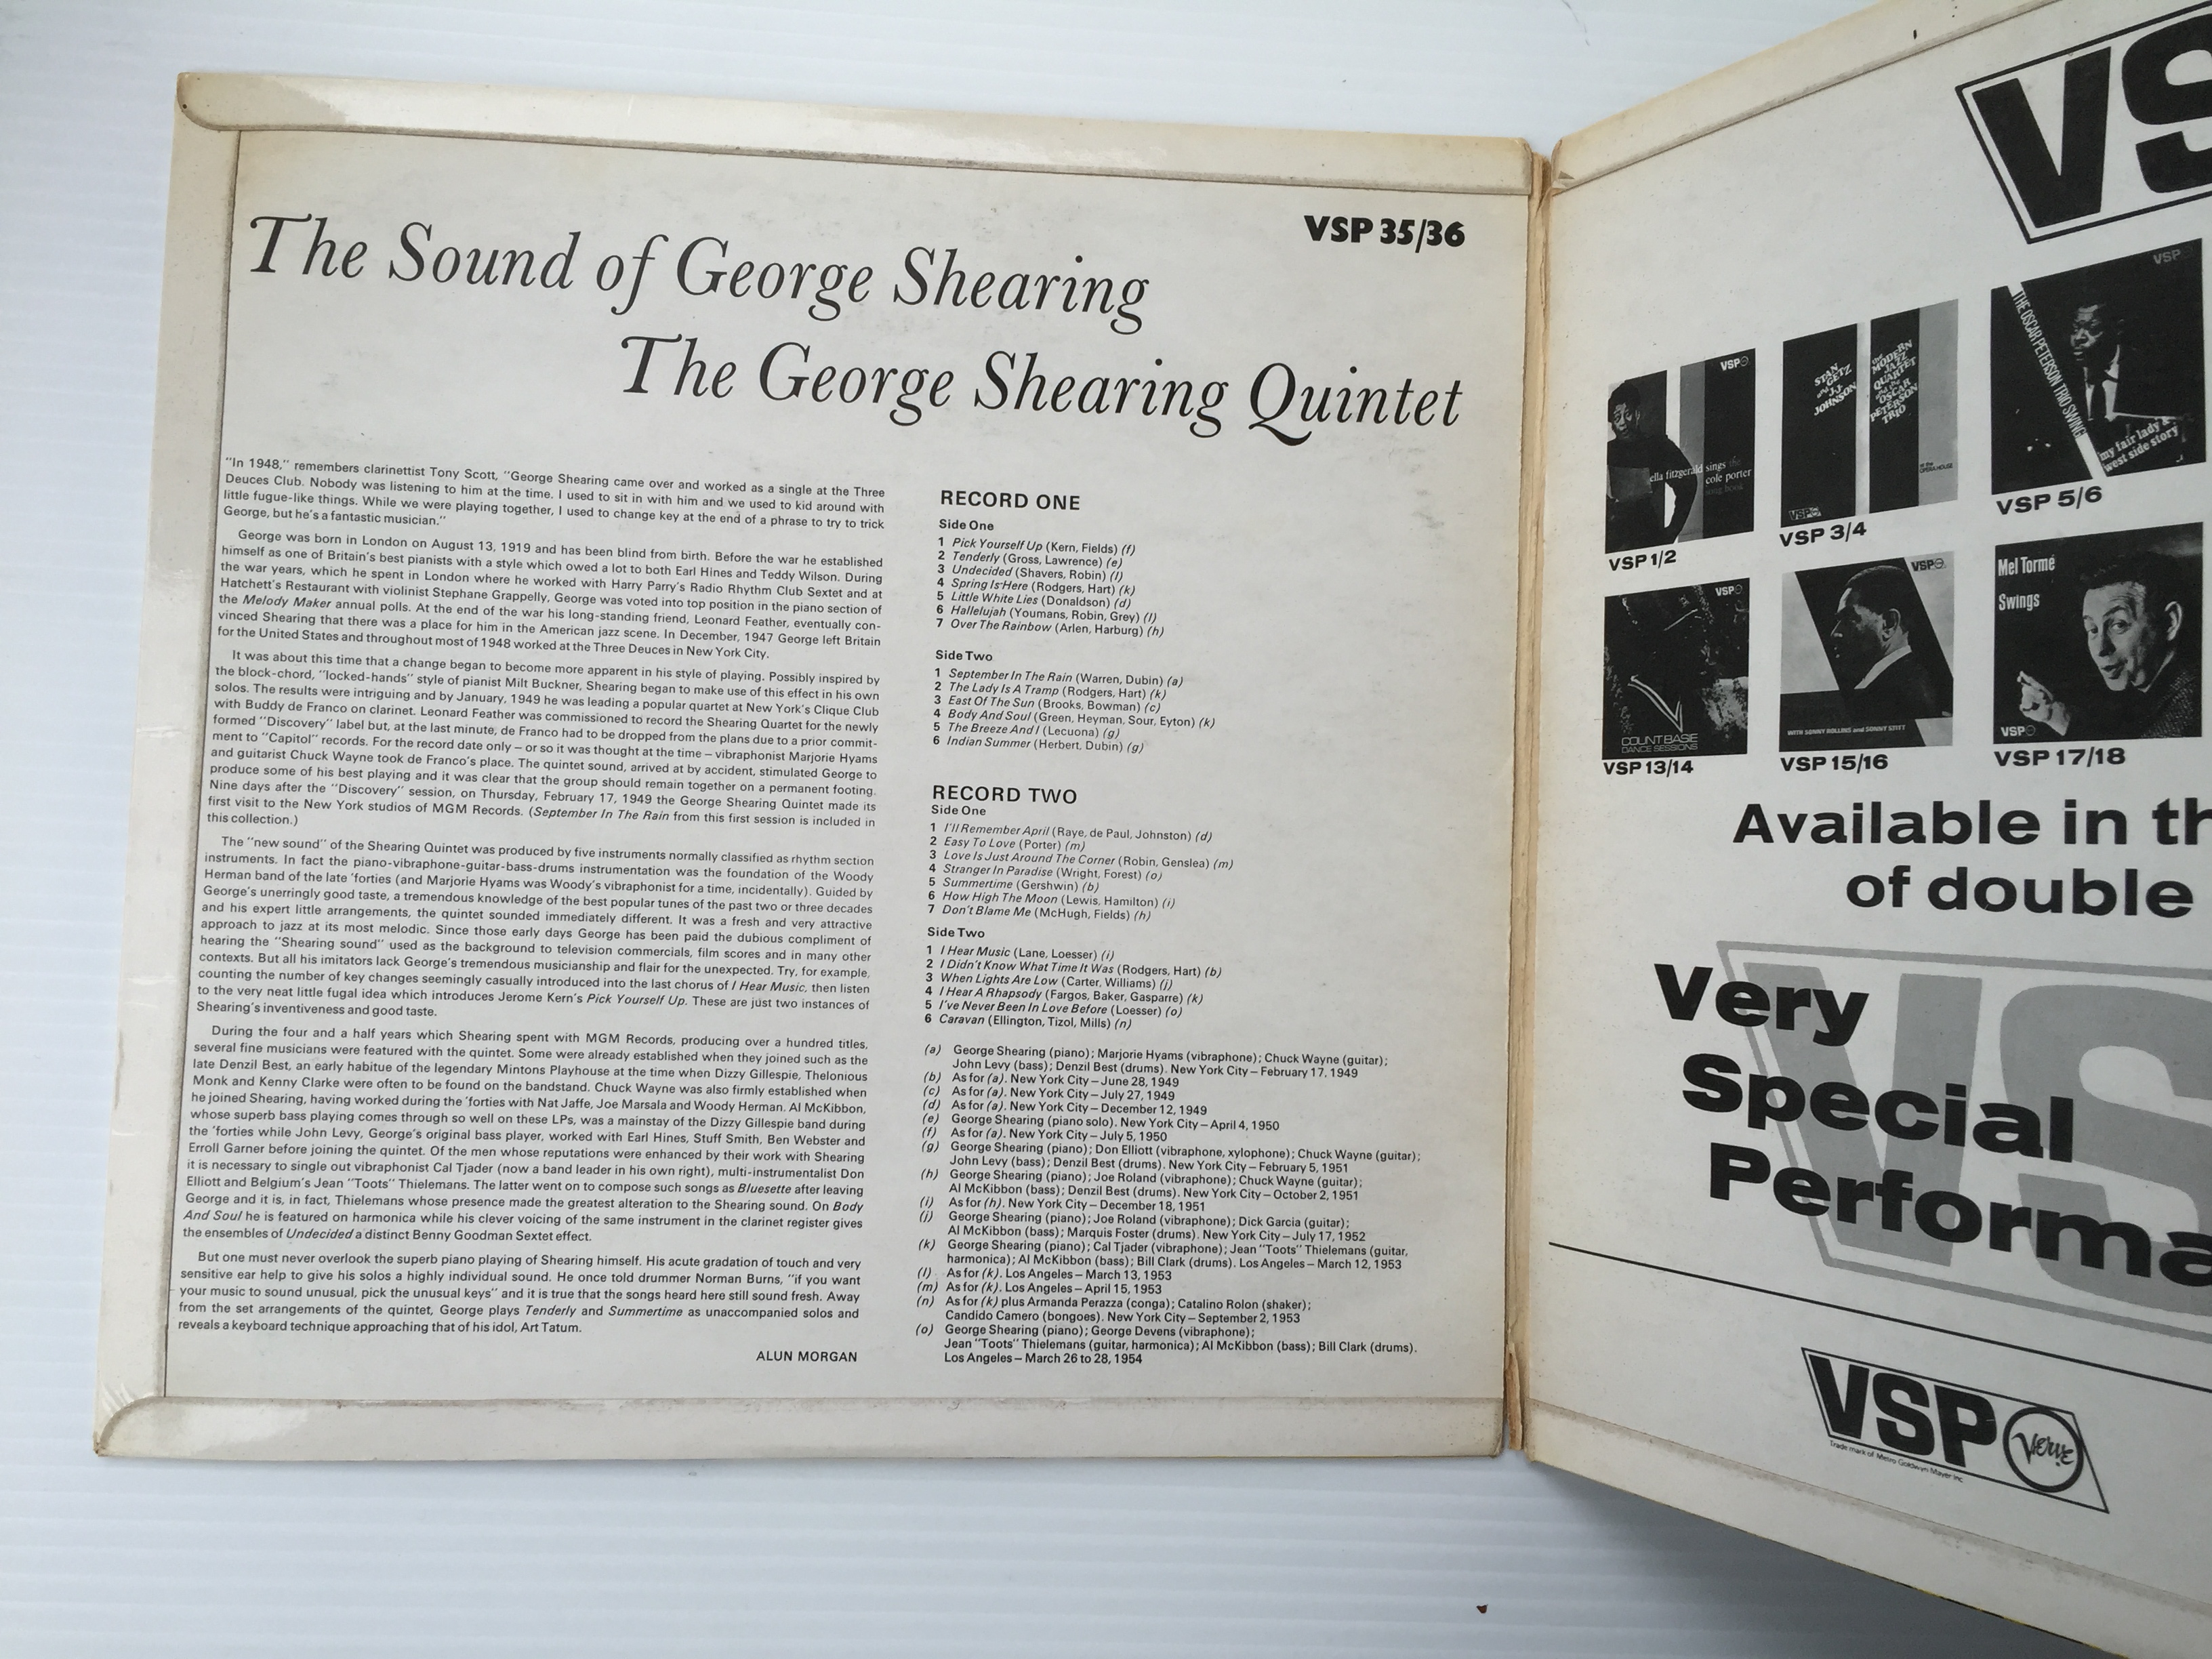 VSP 35/36
The Sound of George Shearing
The George Shearing Quintet
"In 1948," remembers clarinettist Tony Scott, "George Shearing came over and worked as a single at the Three
Deuces Club. Nobody was listening to him at the time. I used to sit in with him and we used to kid around with
little fugue-like things. While we were playing together, I used to change key at the end of a phrase to try to trick
George, but he's a fantastic musician."
George was born in London on August 13, 1919 and has been blind from birth. Before the war he established
himself as one of Britain's best pianists with a style which owed a lot to both Earl Hines and Teddy Wilson. During
the war years, which he spent in London where he worked with Harry Parry's Radio Rhythm Club Sextet and at
Hatchett's Restaurant with violinist Stephane Grappelly, George was voted into top position in the piano section of
the Melody Maker annual polls. At the end of the war his long-standing friend, Leonard Feather, eventually con-
vinced Shearing that there was a place for him in the American jazz scene. In December, 1947 George left Britain
for the United States and throughout most of 1948 worked at the Three Deuces in New York City.
It was about this time that a change began to become more apparent in his style of playing. Possibly inspired by
the block-chord, "locked-hands" style of pianist Milt Buckner, Shearing began to make use of this effect in his own
solos. The results were intriguing and by January, 1949 he was leading a popular quartet at New York's Clique Club
with Buddy de Franco on clarinet. Leonard Feather was commissioned to record the Shearing Quartet for the newly
formed "Discovery" label but, at the last minute, de Franco had to be dropped from the plans due to a prior commit-
ment to "Capitol" records. For the record date only – or so it was thought at the time – vibraphonist Marjorie Hyams
and guitarist Chuck Wayne took de Franco's place. The quintet sound, arrived at by accident, stimulated George to
produce some of his best playing and it was clear that the group should remain together on a permanent footing.
Nine days after the "Discovery" session, on Thursday, February 17, 1949 the George Shearing Quintet made its
first visit to the New York studios of MGM Records. (September In The Rain from this first session is included in
this collection.)
The "new sound" of the Shearing Quintet was produced by five instruments normally classified as rhythm section
instruments. In fact the piano-vibraphone-guitar-bass-drums instrumentation was the foundation of the Woody
Herman band of the late 'forties (and Marjorie Hyams was Woody's vibraphonist for a time, incidentally). Guided by
George's unerringly good taste, a tremendous knowledge of the best popular tunes of the past two or three decades
and his expert little arrangements, the quintet sounded immediately different. It was a fresh and very attractive
approach to jazz at its most melodic. Since those early days George has been paid the dubious compliment of
hearing the "Shearing sound" used as the background to television commercials, film scores and in many other
contexts. But all his imitators lack George's tremendous musicianship and flair for the unexpected. Try, for example,
counting the number of key changes seemingly casually introduced into the last chorus of I Hear Music, then listen
to the very neat little fugal idea which introduces Jerome Kern's Pick Yourself Up. These are just two instances of
Shearing's inventiveness and good taste.
During the four and a half years which Shearing spent with MGM Records, producing over a hundred titles,
several fine musicians were featured with the quintet. Some were already established when they joined such as the
late Denzil Best, an early habitue of the legendary Mintons Playhouse at the time when Dizzy Gillespie, Thelonious
Monk and Kenny Clarke were often to be found on the bandstand. Chuck Wayne was also firmly established when
he joined Shearing, having worked during the 'forties with Nat Jaffe, Joe Marsala and Woody Herman. Al McKibbon,
whose superb bass playing comes through so well on these LPs, was a mainstay of the Dizzy Gillespie band during
the 'forties while John Levy, George's original bass player, worked with Earl Hines, Stuff Smith, Ben Webster and
Erroll Garner before joining the quintet. Of the men whose reputations were enhanced by their work with Shearing
it is necessary to single out vibraphonist Cal Tjader (now a band leader in his own right), multi-instrumentalist Don
Elliott and Belgium's Jean "Toots" Thielemans. The latter went on to compose such songs as Bluesette after leaving
George and it is, in fact, Thielemans whose presence made the greatest alteration to the Shearing sound. On Body
And Soul he is featured on harmonica while his clever voicing of the same instrument in the clarinet register gives
the ensembles of Undecided a distinct Benny Goodman Sextet effect.
But one must never overlook the superb piano playing of Shearing himself. His acute gradation of touch and very
sensitive ear help to give his solos a highly individual sound. He once told drummer Norman Burns, "if you want
your music to sound unusual, pick the unusual keys" and it is true that the songs heard here still sound fresh. Away
from the set arrangements of the quintet, George plays Tenderly and Summertime as unaccompanied solos and
reveals a keyboard technique approaching that of his idol, Art Tatum.
ALUN MORGAN
RECORD ONE
Side One
1 Pick Yourself Up (Kern, Fields) (f)
2 Tenderly (Gross, Lawrence) (e)
3 Undecided (Shavers, Robin) (l)
4 Spring Is Here (Rodgers, Hart) (k)
5 Little White Lies (Donaldson) (d)
6 Hallelujah (Youmans, Robin, Grey) (l)
7 Over The Rainbow (Arlen, Harburg) (h)
Side Two
1 September In The Rain (Warren, Dubin) (a)
2 The Lady Is A Tramp (Rodgers, Hart) (k)
3 East Of The Sun (Brooks, Bowman) (c)
4 Body And Soul (Green, Heyman, Sour, Eyton) (k)
5 The Breeze And I (Lecuona) (g)
6 Indian Summer (Herbert, Dubin) (g)
RECORD TWO
Side One
1 I'll Remember April (Raye, de Paul, Johnston) (d)
2 Easy To Love (Porter) (m)
3 Love Is Just Around The Corner (Robin, Genslea) (m)
4 Stranger In Paradise (Wright, Forest) (o)
5 Summertime (Gershwin) (b)
6 How High The Moon (Lewis, Hamilton) (i)
7 Don't Blame Me (McHugh, Fields) (h)
Side Two
1 I Hear Music (Lane, Loesser) (i)
2 I Didn't Know What Time It Was (Rodgers, Hart) (b)
3 When Lights Are Low (Carter, Williams) (j)
4 I Hear A Rhapsody (Fargos, Baker, Gasparre) (k)
5 I've Never Been In Love Before (Loesser) (o)
6 Caravan (Ellington, Tizol, Mills) (n)
(a) George Shearing (piano); Marjorie Hyams (vibraphone); Chuck Wayne (guitar);
John Levy (bass); Denzil Best (drums). New York City – February 17, 1949
(b) As for (a). New York City – June 28, 1949
(c) As for (a). New York City – July 27, 1949
(d) As for (a). New York City – December 12, 1949
(e) George Shearing (piano solo). New York City – April 4, 1950
(f) As for (a). New York City – July 5, 1950
(g) George Shearing (piano); Don Elliott (vibraphone, xylophone); Chuck Wayne (guitar);
John Levy (bass); Denzil Best (drums). New York City – February 5, 1951
(h) George Shearing (piano); Joe Roland (vibraphone); Chuck Wayne (guitar);
Al McKibbon (bass); Denzil Best (drums). New York City – October 2, 1951
(i) As for (h). New York City – December 18, 1951
(j) George Shearing (piano); Joe Roland (vibraphone); Dick Garcia (guitar);
Al McKibbon (bass); Marquis Foster (drums). New York City – July 17, 1952
(k) George Shearing (piano); Cal Tjader (vibraphone); Jean "Toots" Thielemans (guitar,
harmonica); Al McKibbon (bass); Bill Clark (drums). Los Angeles – March 12, 1953
(l) As for (k). Los Angeles – March 13, 1953
(m) As for (k). Los Angeles – April 15, 1953
(n) As for (k) plus Armanda Perazza (conga); Catalino Rolon (shaker);
Candido Camero (bongoes). New York City – September 2, 1953
(o) George Shearing (piano); George Devens (vibraphone);
Jean "Toots" Thielemans (guitar, harmonica); Al McKibbon (bass); Bill Clark (drums).
Los Angeles – March 26 to 28, 1954
VS
VSP
ella fitzgerald sings the
cole porter
song book
VSP 1/2
STAN
GETZ
and J.J.
JOHNSON
the
MODERN
JAZZ
QUARTET
and the
OSCAR
PETERSON
TRIO
at the
OPERA HOUSE
VSP
VSP 3/4
VSP
THE OSCAR PETERSON TRIO SWING
my fair lady &
west side story
VSP 5/6
VSP
COUNT BASIE
DANCE SESSIONS
VSP 13/14
VSP
WITH SONNY ROLLINS and SONNY STITT
VSP 15/16
Mel Tormé
Swings
VSP
VSP 17/18
Available in th
of double
VS
Very
Special
Performa
VSP
Verve
Trade mark of Metro Goldwyn Mayer Inc